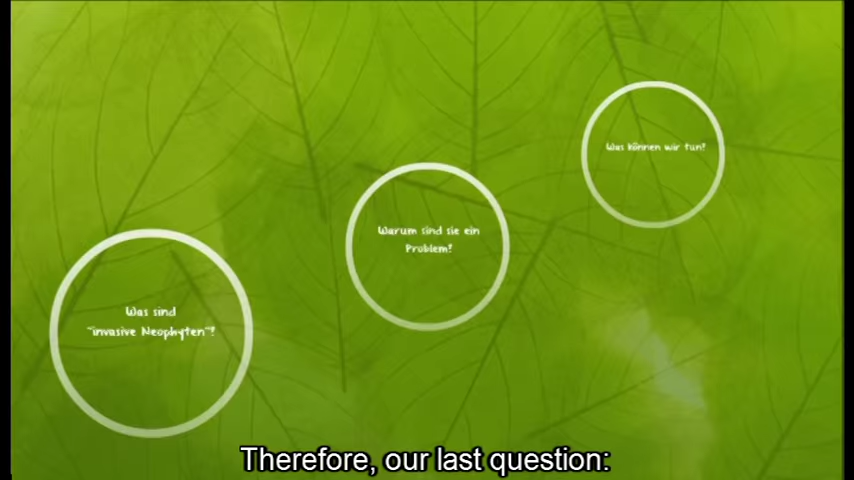 Was können wir tun?
Warum sind sie ein
Problem?
Was sind
"invasive Neophyten"?
Therefore, our last question: